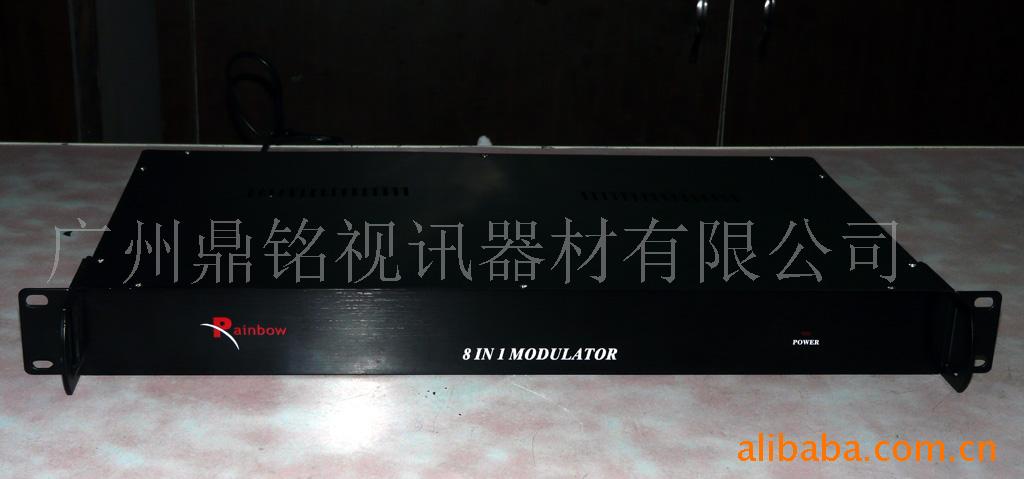 广州鼎铭视讯器材有限公司
Rainbow
8 IN 1 MODULATOR
POWER
alibaba.com.cn